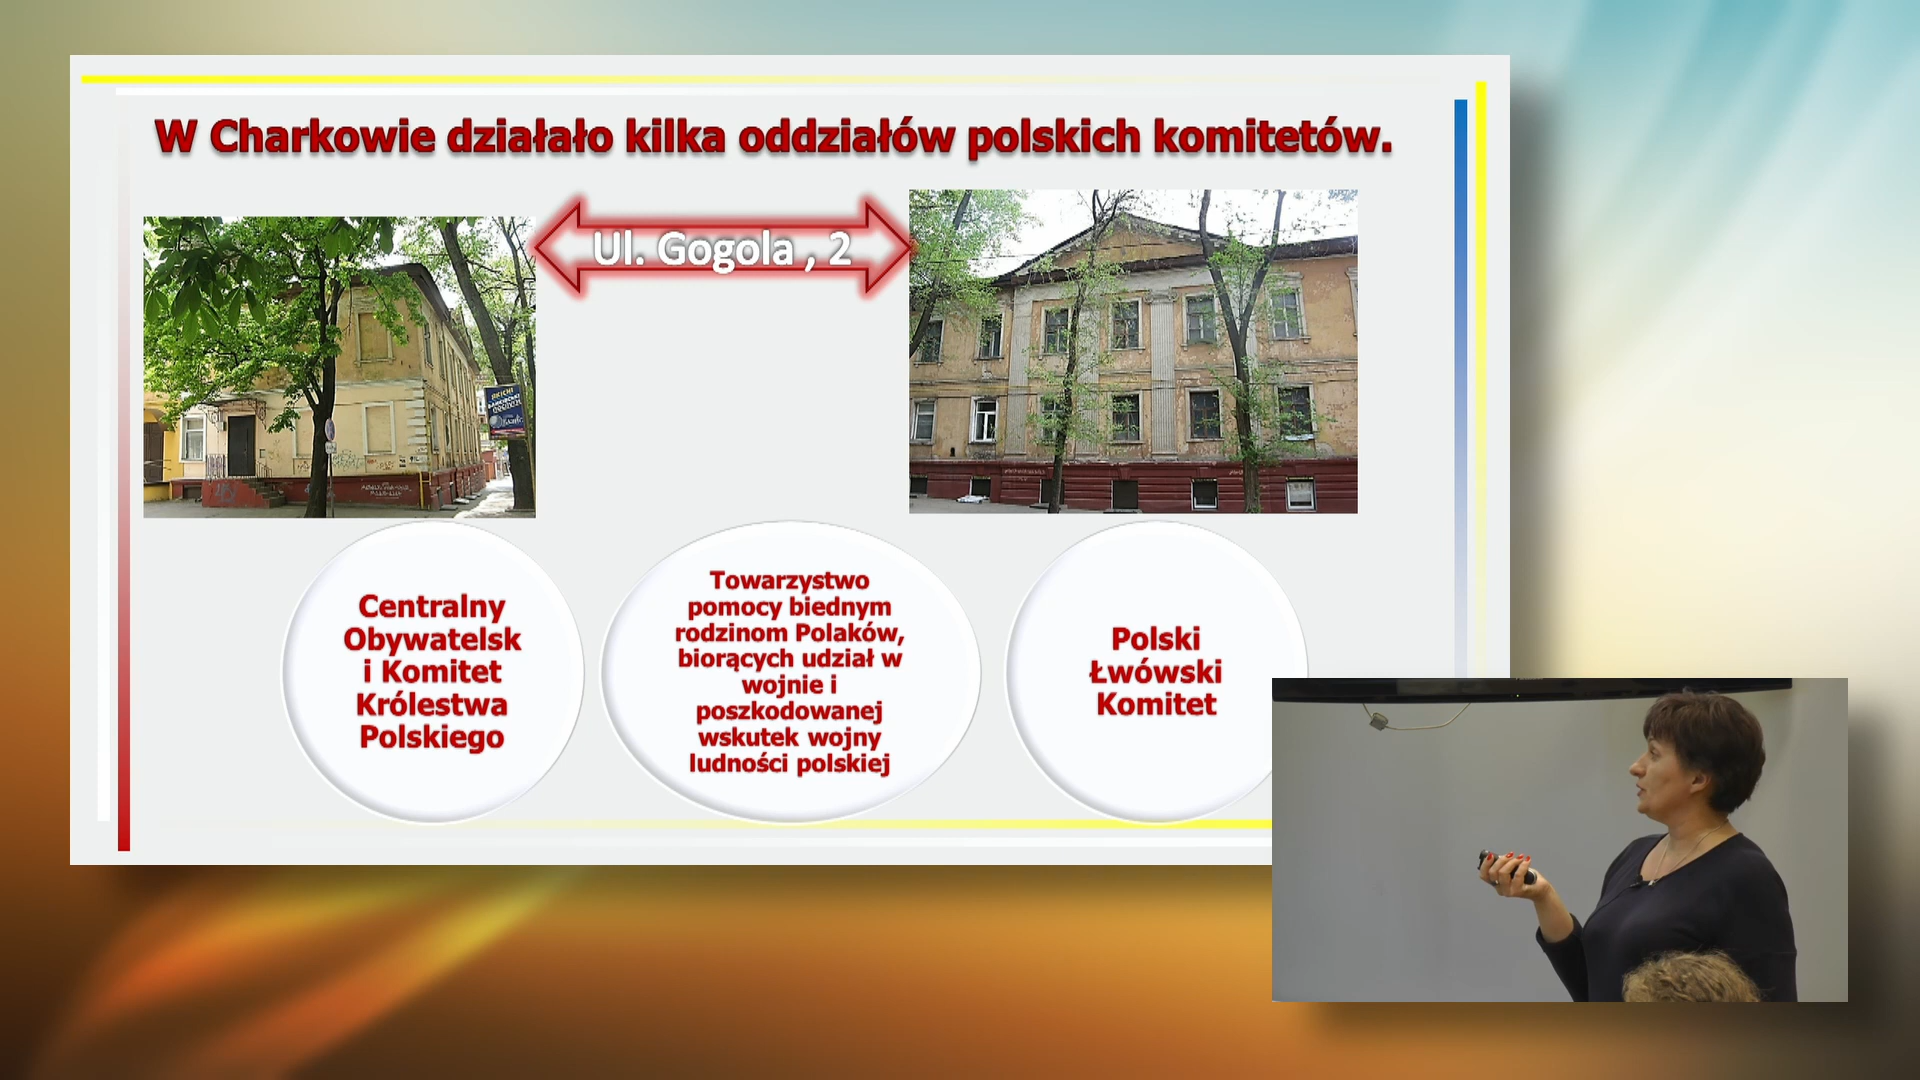 W Charkowie działało kilka oddziałów polskich komitetów.
Ul. Gogola , 2
Centralny
Obywatelsk
i Komitet
Królestwa
Polskiego
Towarzystwo
pomocy biednym
rodzinom Polaków,
biorących udział w
wojnie i
poszkodowanej
wskutek wojny
ludności polskiej
Polski
Łwówski
Komitet